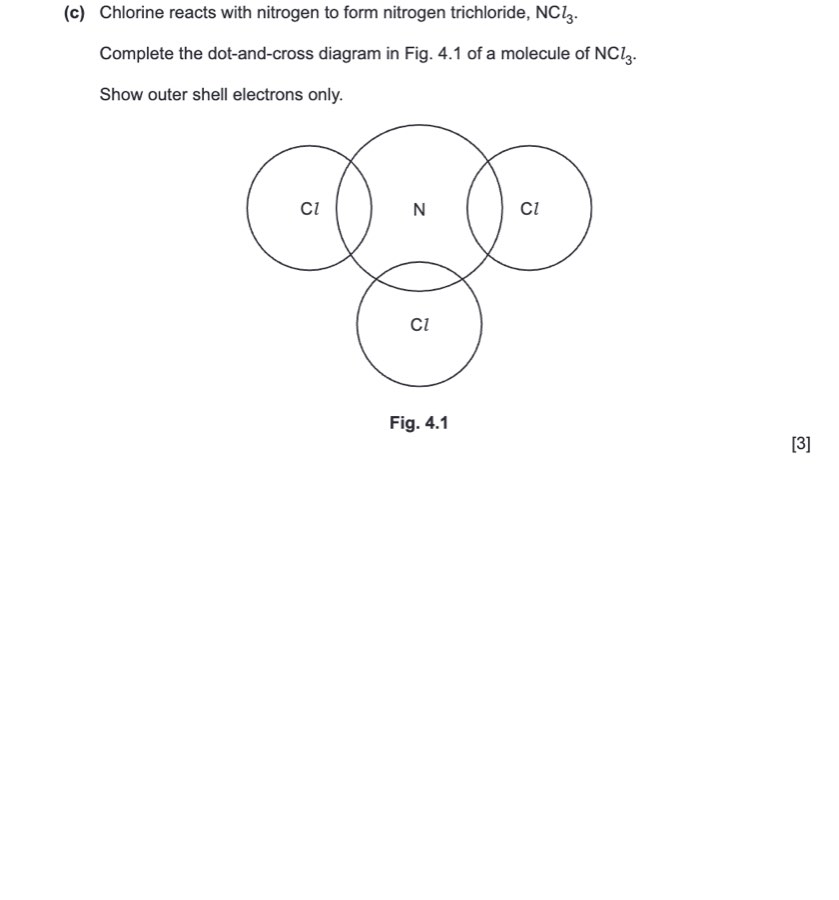 (c) Chlorine reacts with nitrogen to form nitrogen trichloride, NCl₃.
Complete the dot-and-cross diagram in Fig. 4.1 of a molecule of NCl₃.
Show outer shell electrons only.
Cl N Cl
Cl
Fig. 4.1
[3]